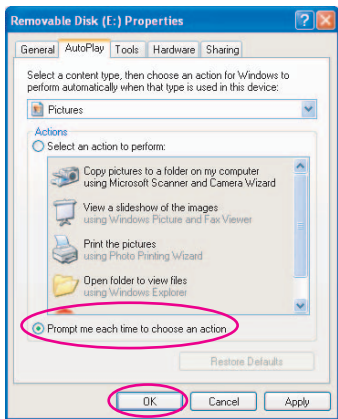 Removable Disk (E:) Properties
General AutoPlay Tools Hardware Sharing
Select a content type, then choose an action for Windows to
perform automatically when that type is used in this device:
Pictures
Actions
Select an action to perform:
Copy pictures to a folder on my computer
using Microsoft Scanner and Camera Wizard
View a slideshow of the images
using Windows Picture and Fax Viewer
Print the pictures
using Photo Printing Wizard
Open folder to view files
using Windows Explorer
Prompt me each time to choose an action
Restore Defaults
OK Cancel Apply